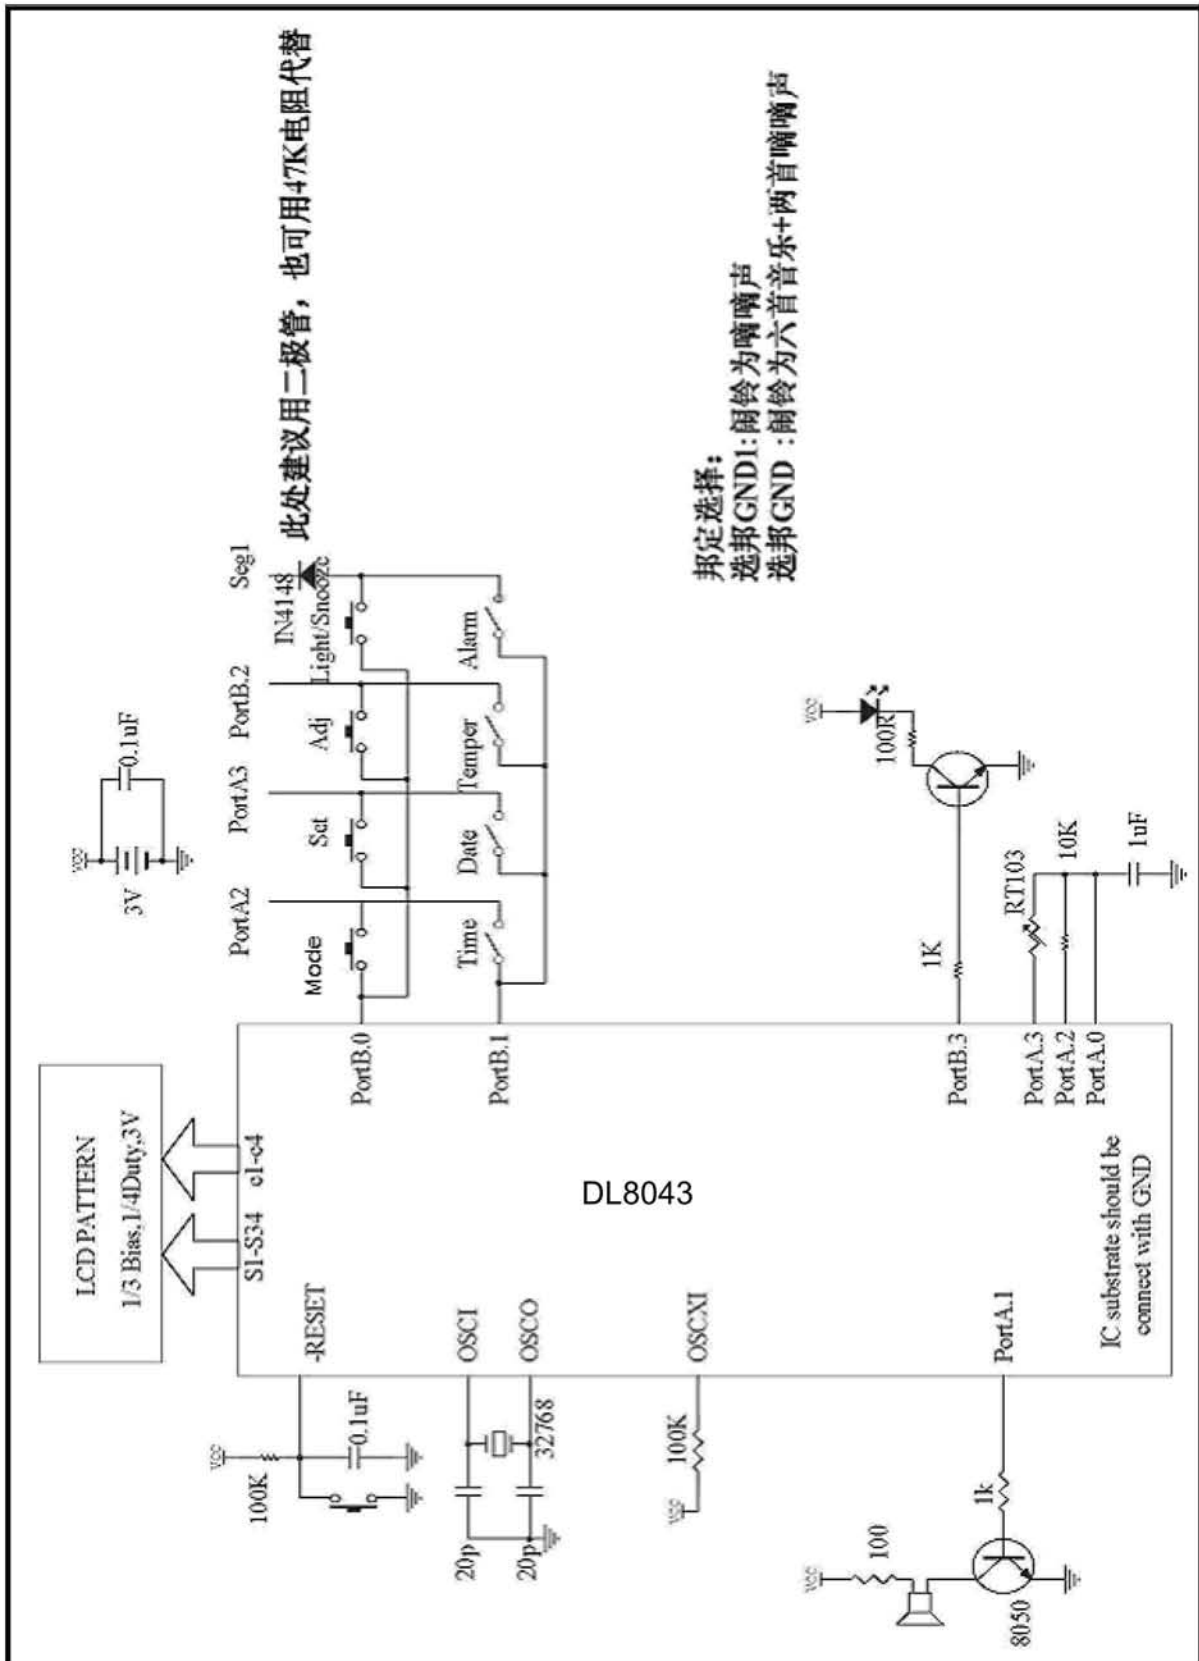 LCD PATTERN
1/3 Bias,1/4Duty,3V
S1-S34
c1-c4
VCC
3V
0.1uF
PortA2
PortA3
PortB.2
Seg1
IN4148
此处建议用二极管，也可用47K电阻代替
Mode
Set
Adj
Light/Snooze
Time
Date
Temper
Alarm
PortB.0
PortB.1
VCC
100K
0.1uF
-RESET
OSCI
OSCO
20p
20p
32768
VCC
100K
OSCXI
DL8043
邦定选择：
选邦GND1:闹铃为嘀嘀声
选邦GND :闹铃为六首音乐+两首嘀嘀声
VCC
100R
1K
PortB.3
PortA.3
PortA.2
PortA.0
RT103
10K
1uF
VCC
100
8050
1k
PortA.1
IC substrate should be
connect with GND